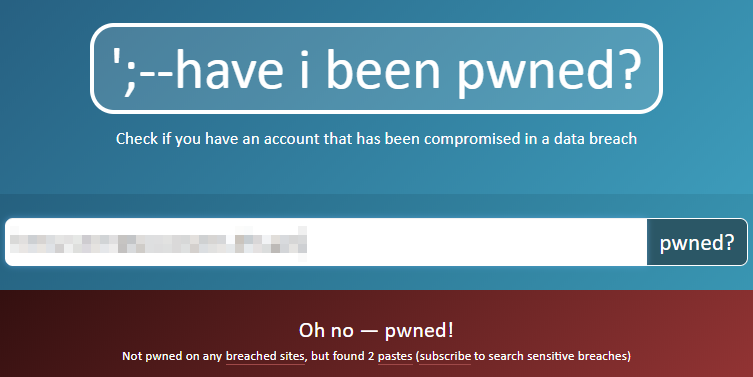 ';--have i been pwned?
Check if you have an account that has been compromised in a data breach
pwned?
Oh no — pwned!
Not pwned on any breached sites, but found 2 pastes (subscribe to search sensitive breaches)